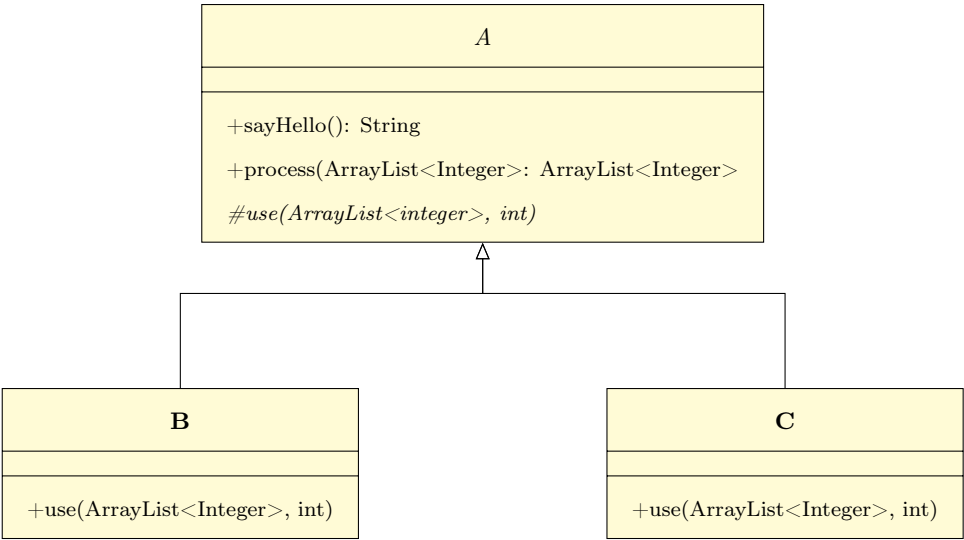 A
+sayHello(): String
+process(ArrayList<Integer>: ArrayList<Integer>
#use(ArrayList<integer>, int)
B
+use(ArrayList<Integer>, int)
C
+use(ArrayList<Integer>, int)